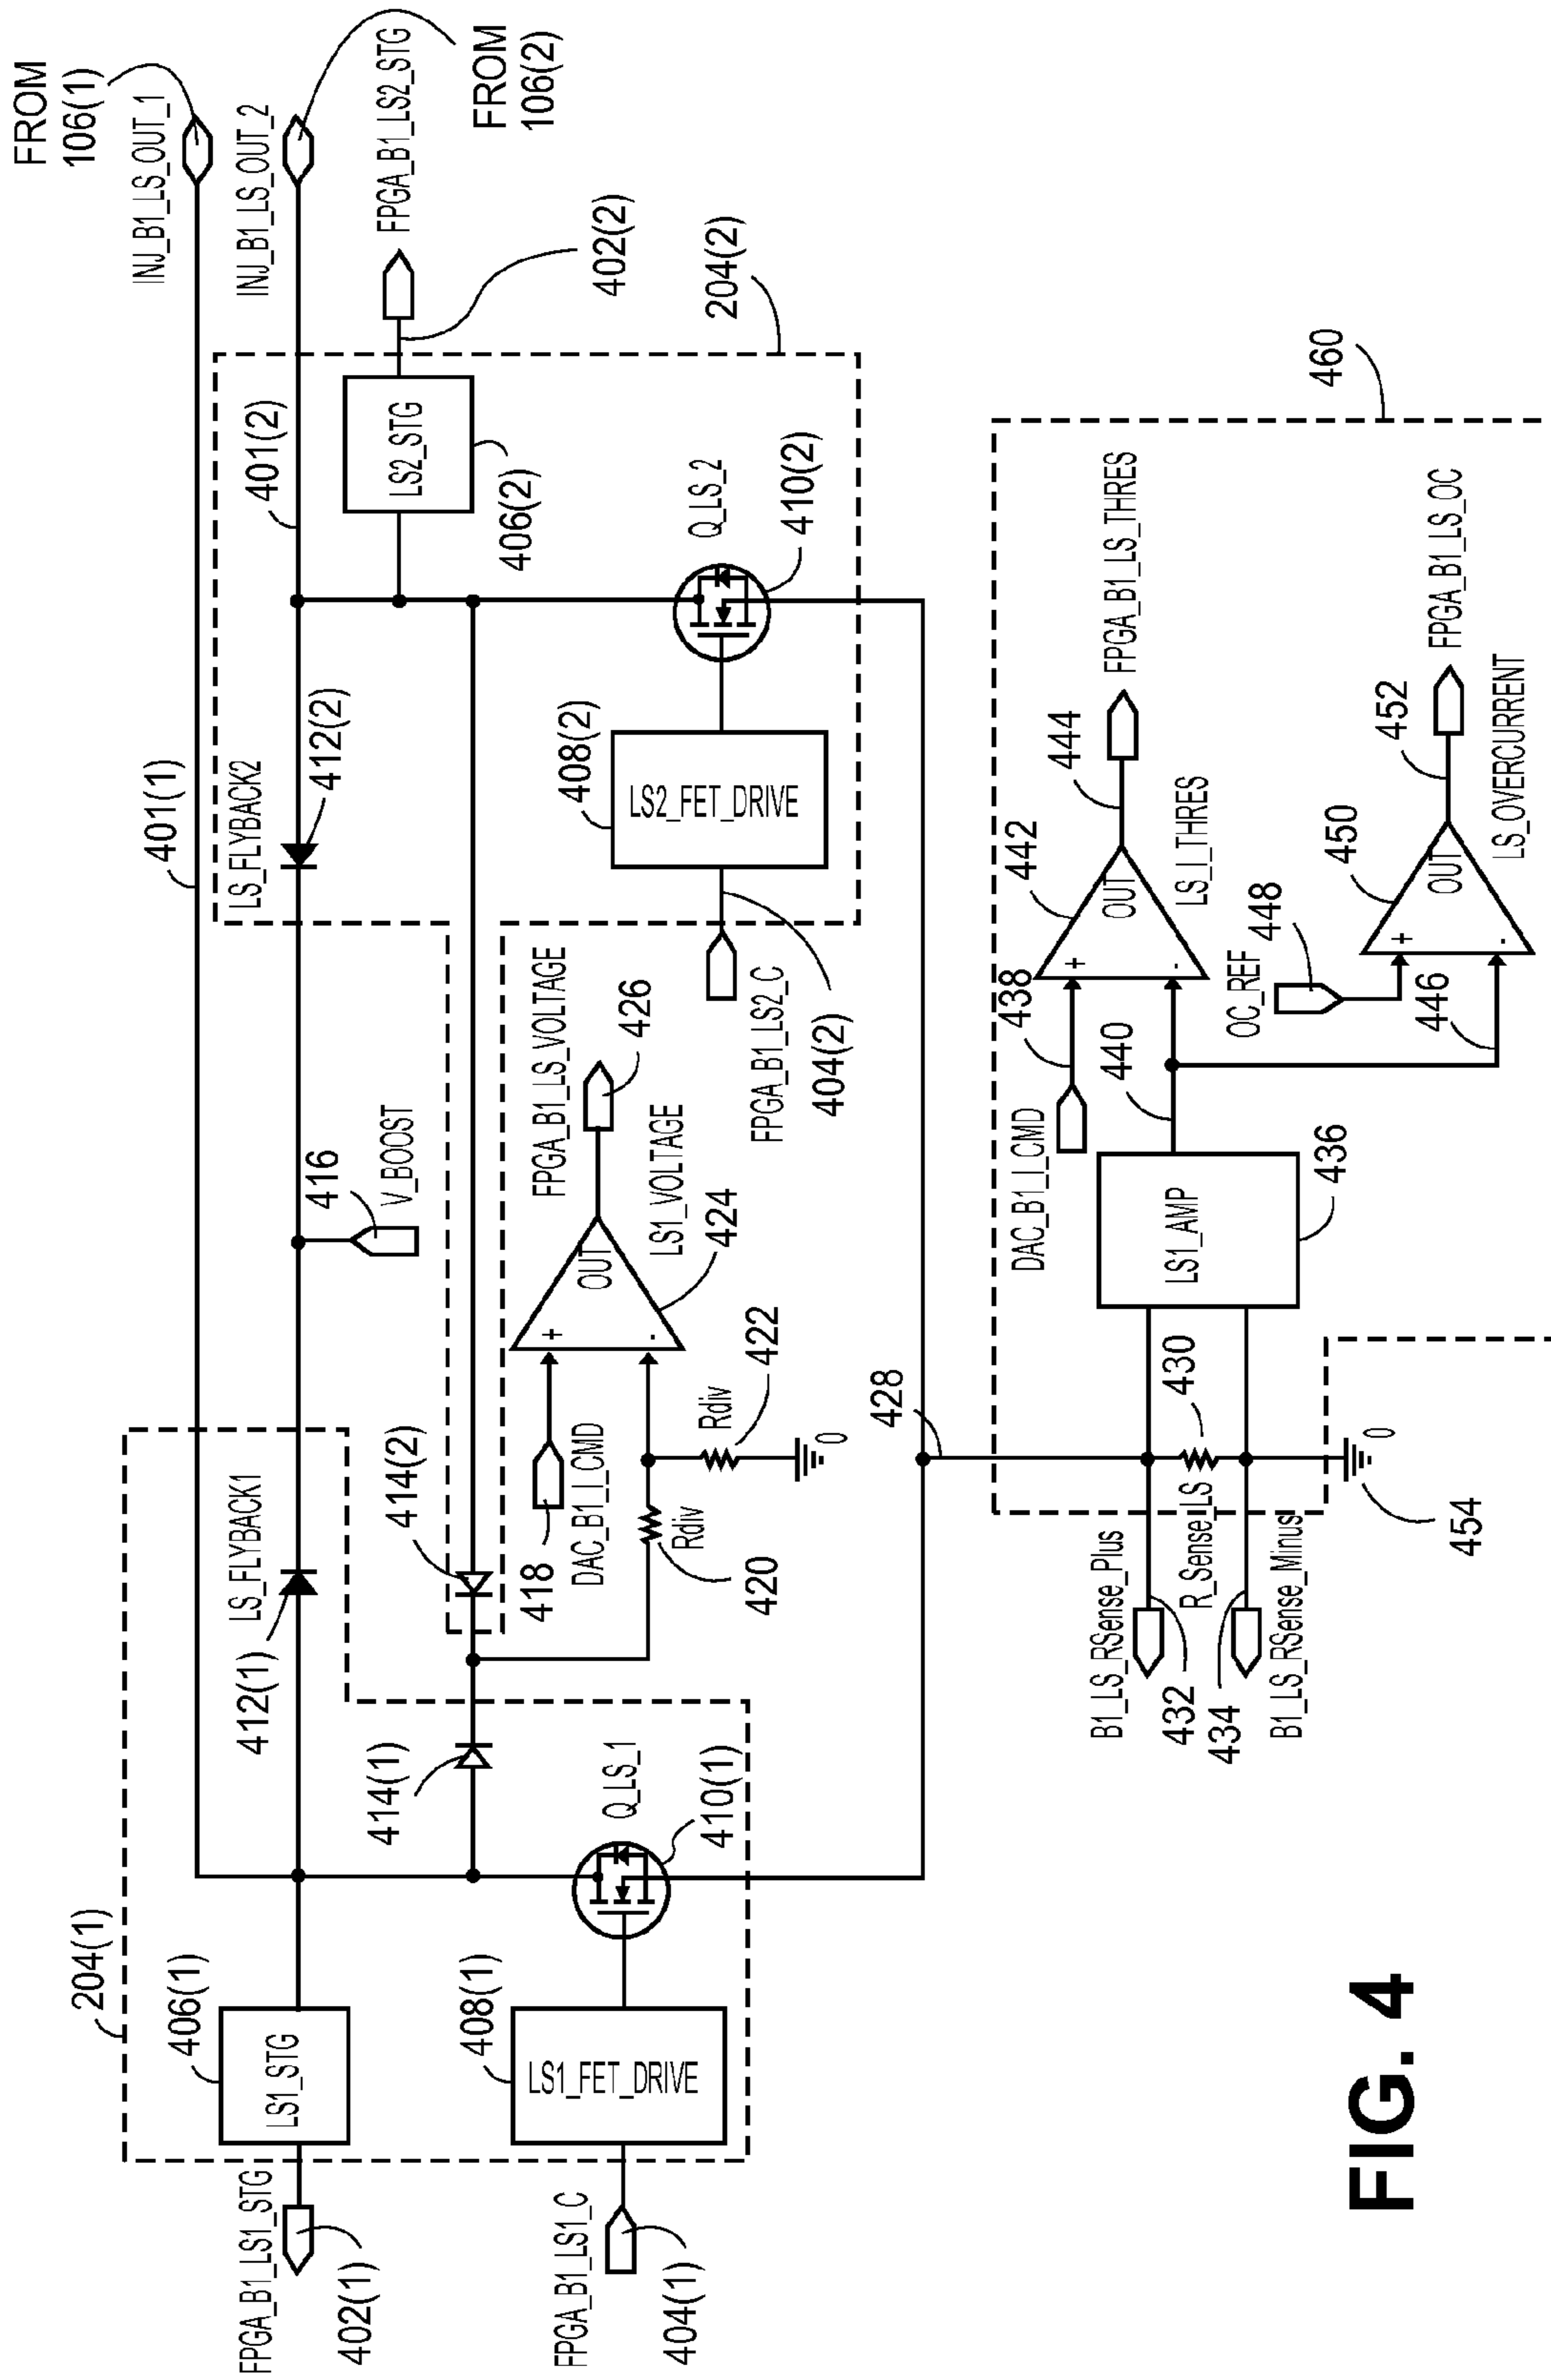 FROM
106(1)
INJ_B1_LS_OUT_1
INJ_B1_LS_OUT_2
FROM
106(2)
401(1)
401(2)
204(1)
406(1)
LS1_STG
FPGA_B1_LS1_STG
402(1)
412(1)
LS_FLYBACK1
416
V_BOOST
LS_FLYBACK2
412(2)
LS2_STG
406(2)
FPGA_B1_LS2_STG
402(2)
204(2)
408(1)
LS1_FET_DRIVE
FPGA_B1_LS1_C
404(1)
414(1)
Q_LS_1
410(1)
414(2)
418
DAC_B1_I_CMD
Rdiv
420
Rdiv
422
0
+
-
OUT
LS1_VOLTAGE
424
FPGA_B1_LS_VOLTAGE
426
408(2)
LS2_FET_DRIVE
FPGA_B1_LS2_C
404(2)
Q_LS_2
410(2)
428
460
B1_LS_RSense_Plus
432
R_Sense_LS
430
434
B1_LS_RSense_Minus
0
454
LS1_AMP
436
DAC_B1_I_CMD
438
440
+
-
OUT
442
LS_I_THRES
444
FPGA_B1_LS_THRES
OC_REF
448
446
+
-
OUT
450
LS_OVERCURRENT
452
FPGA_B1_LS_OC
FIG. 4